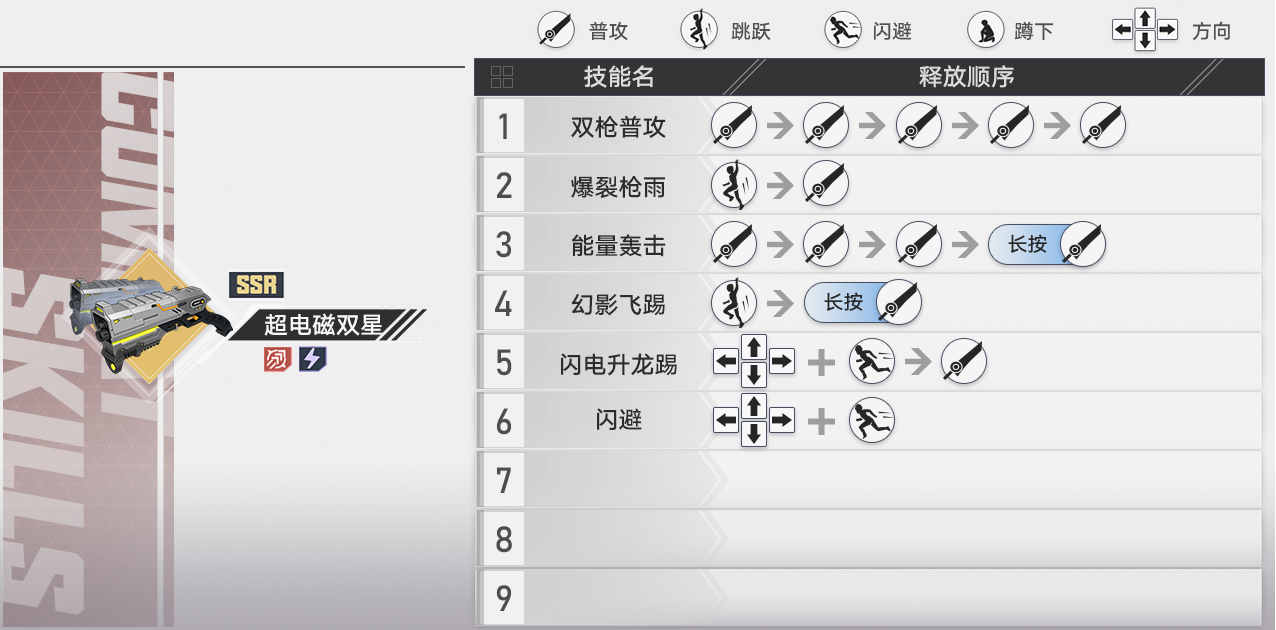 普攻 跳跃 闪避 蹲下 方向
技能名 释放顺序
COMBAT
SKILLS
SSR
超电磁双星
1 双枪普攻
2 爆裂枪雨
3 能量轰击 长按
4 幻影飞踢 长按
5 闪电升龙踢
6 闪避
7
8
9